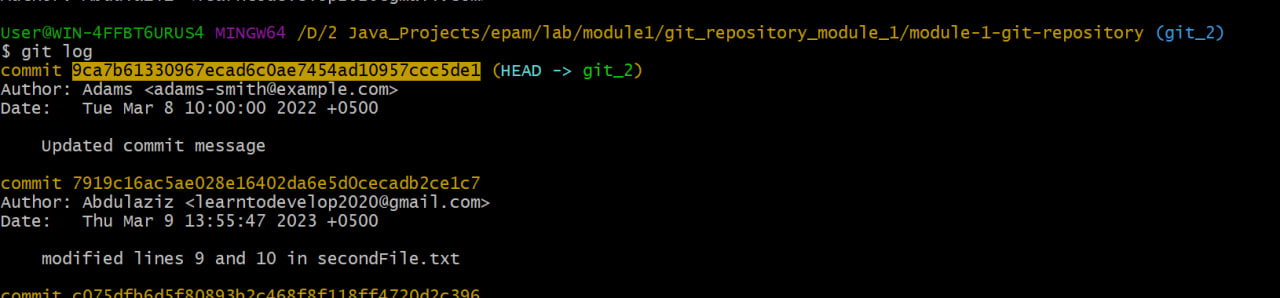 User@WIN-4FFBT6URUS4 MINGW64 /D/2 Java_Projects/epam/lab/module1/git_repository_module_1/module-1-git-repository (git_2)
$ git log
commit 9ca7b61330967ecad6c0ae7454ad10957ccc5de1 (HEAD -> git_2)
Author: Adams <adams-smith@example.com>
Date:   Tue Mar 8 10:00:00 2022 +0500
Updated commit message
commit 7919c16ac5ae028e16402da6e5d0cecadb2ce1c7
Author: Abdulaziz <learntodevelop2020@gmail.com>
Date:   Thu Mar 9 13:55:47 2023 +0500
modified lines 9 and 10 in secondFile.txt
commit c075dfb6d5f80893b2c468f8f118ff4720d2c396